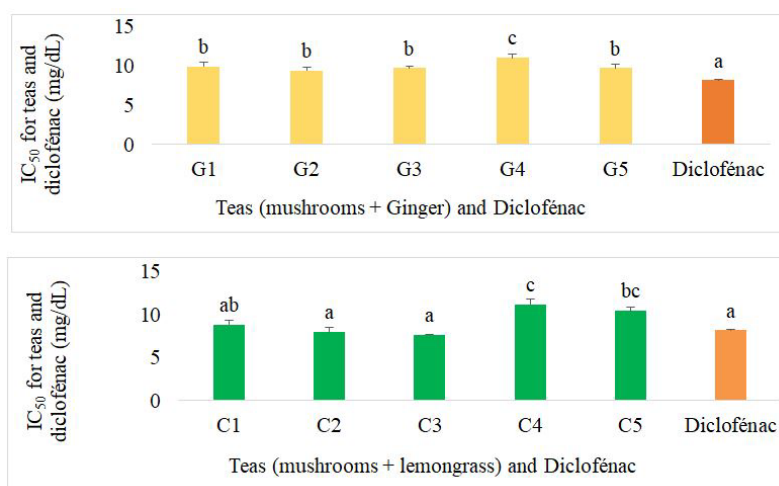 IC50 for teas and
diclofénac (mg/dL)
15
10
5
0
b
b
b
c
b
a
G1 G2 G3 G4 G5 Diclofénac
Teas (mushrooms + Ginger) and Diclofénac
IC50 for teas and
diclofénac (mg/dL)
15
10
5
0
ab
a
a
c
bc
a
C1 C2 C3 C4 C5 Diclofénac
Teas (mushrooms + lemongrass) and Diclofénac